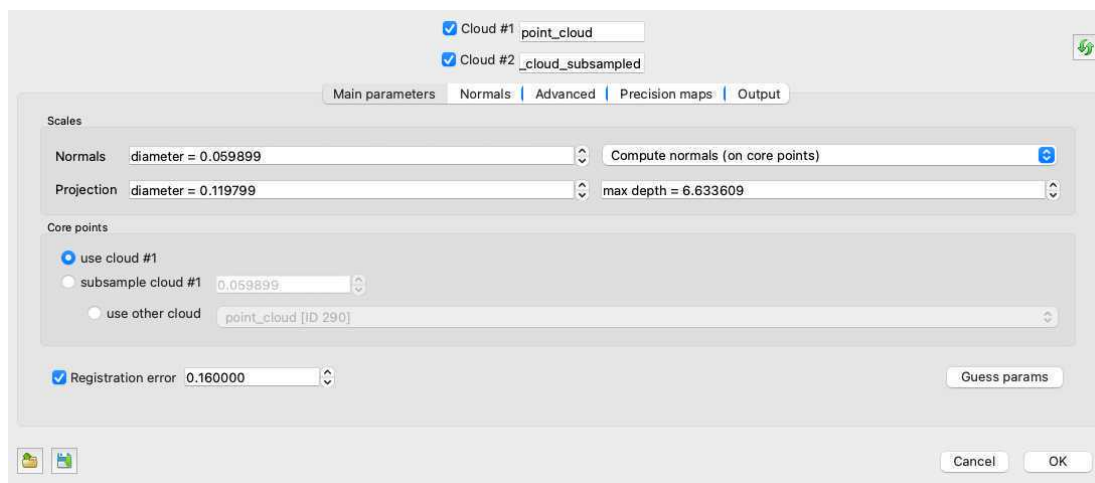 Cloud #1 point_cloud
Cloud #2 _cloud_subsampled
Main parameters Normals Advanced Precision maps Output
Scales
Normals diameter = 0.059899 Compute normals (on core points)
Projection diameter = 0.119799 max depth = 6.633609
Core points
use cloud #1
subsample cloud #1 0.059899
use other cloud point_cloud [ID 290]
Registration error 0.160000 Guess params
Cancel OK